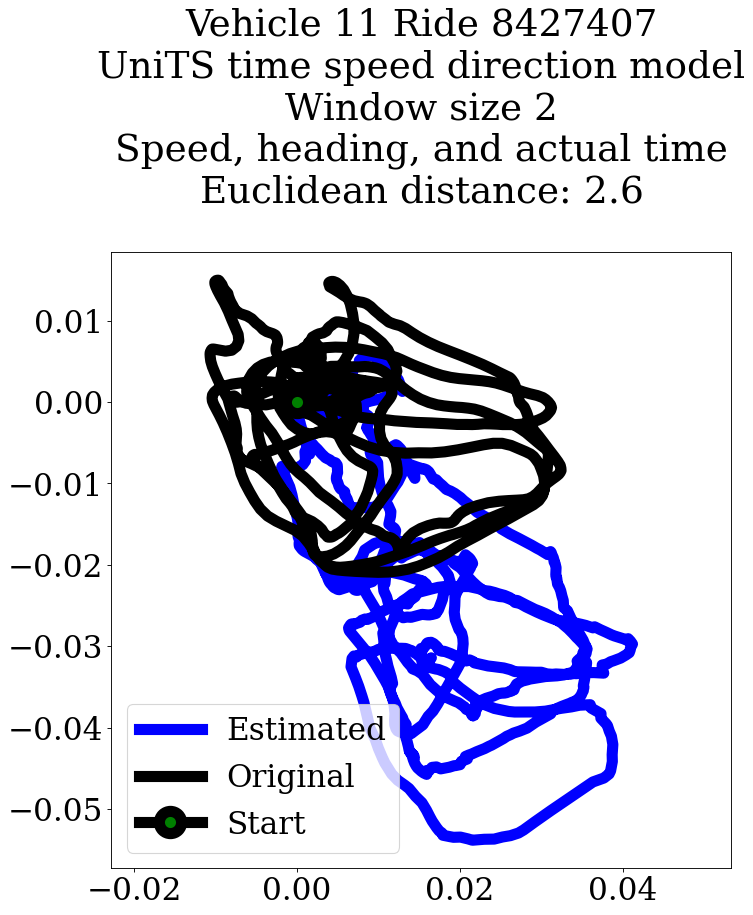 Vehicle 11 Ride 8427407
UniTS time speed direction model
Window size 2
Speed, heading, and actual time
Euclidean distance: 2.6
0.01
0.00
−0.01
−0.02
−0.03
−0.04
−0.05
Estimated
Original
Start
−0.02
0.00
0.02
0.04